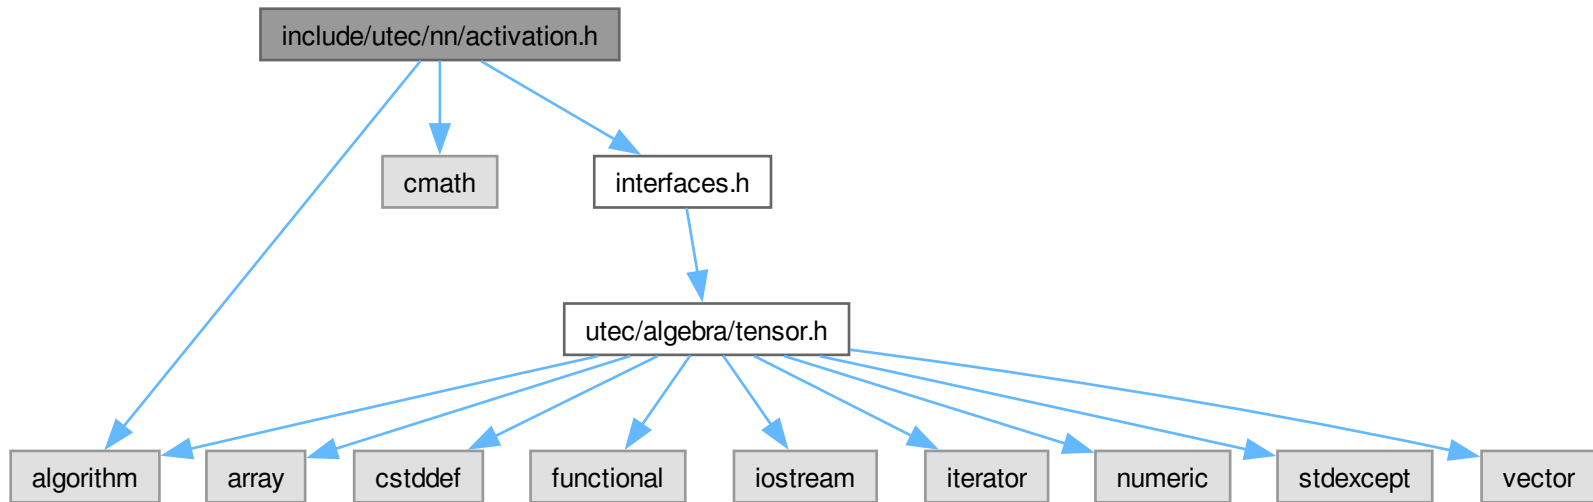 include/utec/nn/activation.h
cmath
interfaces.h
utec/algebra/tensor.h
algorithm
array
cstddef
functional
iostream
iterator
numeric
stdexcept
vector